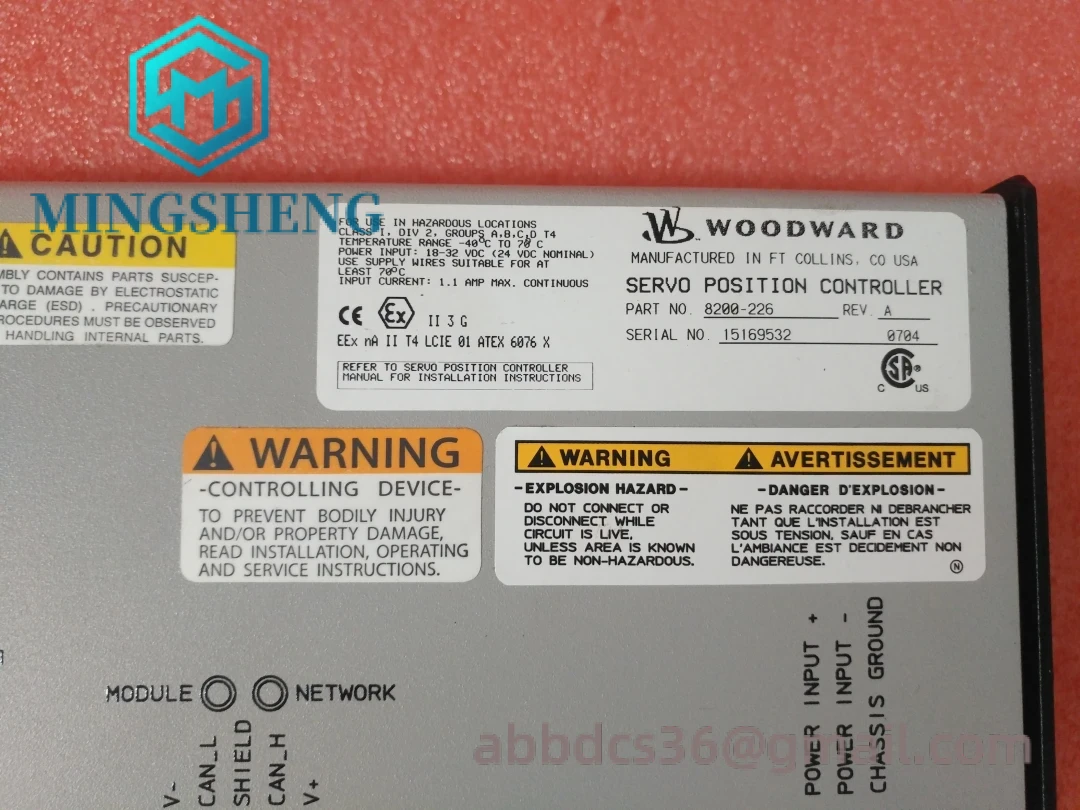 MINGSHENG
CAUTION
MBLY CONTAINS PARTS SUSCEP-
TO DAMAGE BY ELECTROSTATIC
ARGE (ESD) . PRECAUTIONARY
ROCEDURES MUST BE OBSERVED
HANDLING INTERNAL PARTS.
FOR USE IN HAZARDOUS LOCATIONS
CLASS I, DIV 2, GROUPS A,B,C,D T4
TEMPERATURE RANGE -40°C TO 70°C
POWER INPUT: 18-32 VDC (24 VDC NOMINAL)
USE SUPPLY WIRES SUITABLE FOR AT
LEAST 70°C
INPUT CURRENT: 1.1 AMP MAX. CONTINUOUS
CE Ex II 3 G
EEx nA II T4 LCIE 01 ATEX 6076 X
REFER TO SERVO POSITION CONTROLLER
MANUAL FOR INSTALLATION INSTRUCTIONS
WOODWARD
MANUFACTURED IN FT COLLINS, CO USA
SERVO POSITION CONTROLLER
PART NO. 8200-226 REV. A
SERIAL NO. 15169532 0704
C SA ® US
WARNING
-CONTROLLING DEVICE-
TO PREVENT BODILY INJURY
AND/OR PROPERTY DAMAGE,
READ INSTALLATION, OPERATING
AND SERVICE INSTRUCTIONS.
WARNING
-EXPLOSION HAZARD-
DO NOT CONNECT OR
DISCONNECT WHILE
CIRCUIT IS LIVE,
UNLESS AREA IS KNOWN
TO BE NON-HAZARDOUS.
AVERTISSEMENT
-DANGER D'EXPLOSION-
NE PAS RACCORDER NI DEBRANCHER
TANT QUE L'INSTALLATION EST
SOUS TENSION, SAUF EN CAS
L'AMBIANCE EST DECIDEMENT NON
DANGEREUSE.
N
MODULE NETWORK
V-
CAN_L
SHIELD
CAN_H
V+
POWER INPUT +
POWER INPUT -
CHASSIS GROUND
abbdcs36@gmail.com